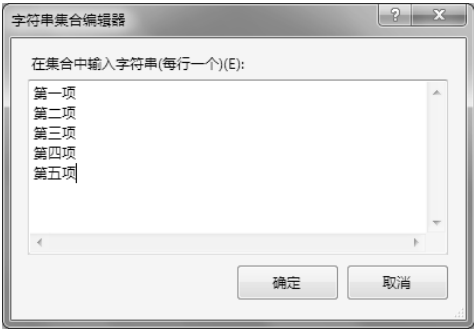 字符串集合编辑器
在集合中输入字符串(每行一个)(E):
第一项
第二项
第三项
第四项
第五项
确定
取消